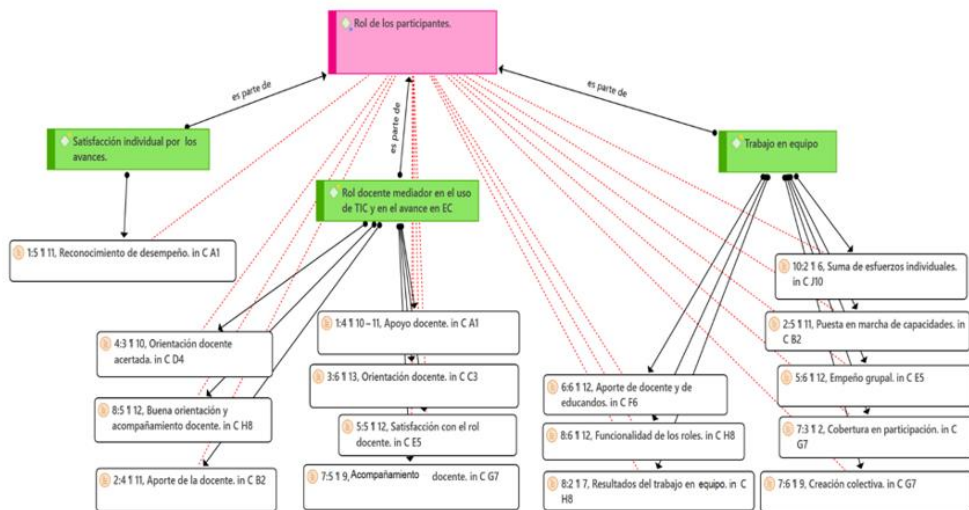 Rol de los participantes.
es parte de
es parte de
es parte de
Satisfacción individual por los
avances.
Rol docente mediador en el uso
de TIC y en el avance en EC
Trabajo en equipo
1:5 ¶ 11, Reconocimiento de desempeño. in C A1
4:3 ¶ 10, Orientación docente
acertada. in C D4
8:5 ¶ 12, Buena orientación y
acompañamiento docente. in C H8
2:4 ¶ 11, Aporte de la docente. in C B2
1:4 ¶ 10 – 11, Apoyo docente. in C A1
3:6 ¶ 13, Orientación docente. in C C3
5:5 ¶ 12, Satisfacción con el rol
docente. in C E5
7:5 ¶ 9, Acompañamiento docente. in C G7
6:6 ¶ 12, Aporte de docente y de
educandos. in C F6
8:6 ¶ 12, Funcionalidad de los roles. in C H8
8:2 ¶ 7, Resultados del trabajo en equipo. in C
H8
10:2 ¶ 6, Suma de esfuerzos individuales.
in C J10
2:5 ¶ 11, Puesta en marcha de capacidades. in
C B2
5:6 ¶ 12, Empeño grupal. in C E5
7:3 ¶ 2, Cobertura en participación. in C
G7
7:6 ¶ 9, Creación colectiva. in C G7